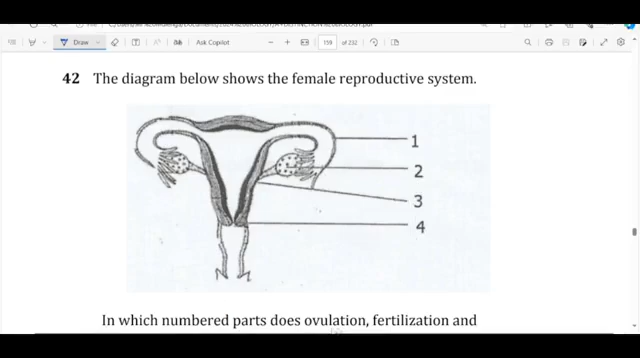 Draw
Ask Copilot
159 of 232
42 The diagram below shows the female reproductive system.
1
2
3
4
In which numbered parts does ovulation, fertilization and